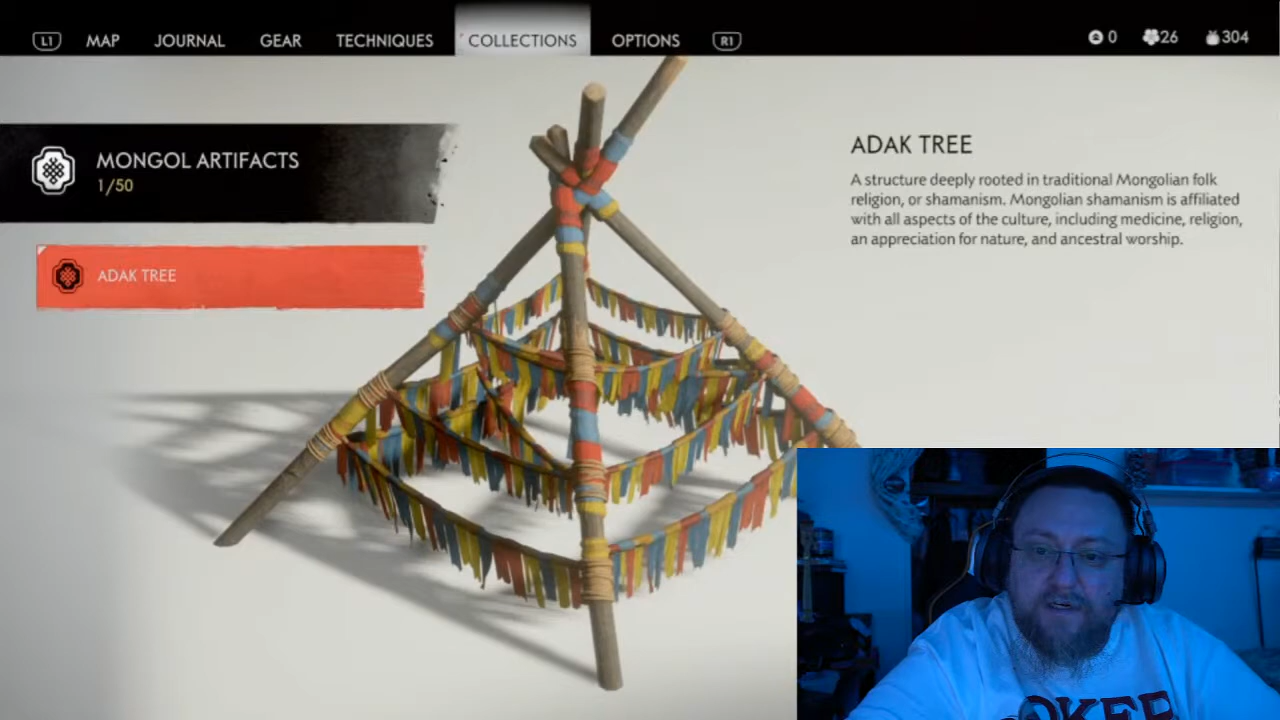 L1 MAP JOURNAL GEAR TECHNIQUES COLLECTIONS OPTIONS R1 0 26 304
MONGOL ARTIFACTS
1/50
ADAK TREE
ADAK TREE
A structure deeply rooted in traditional Mongolian folk
religion, or shamanism. Mongolian shamanism is affiliated
with all aspects of the culture, including medicine, religion,
an appreciation for nature, and ancestral worship.